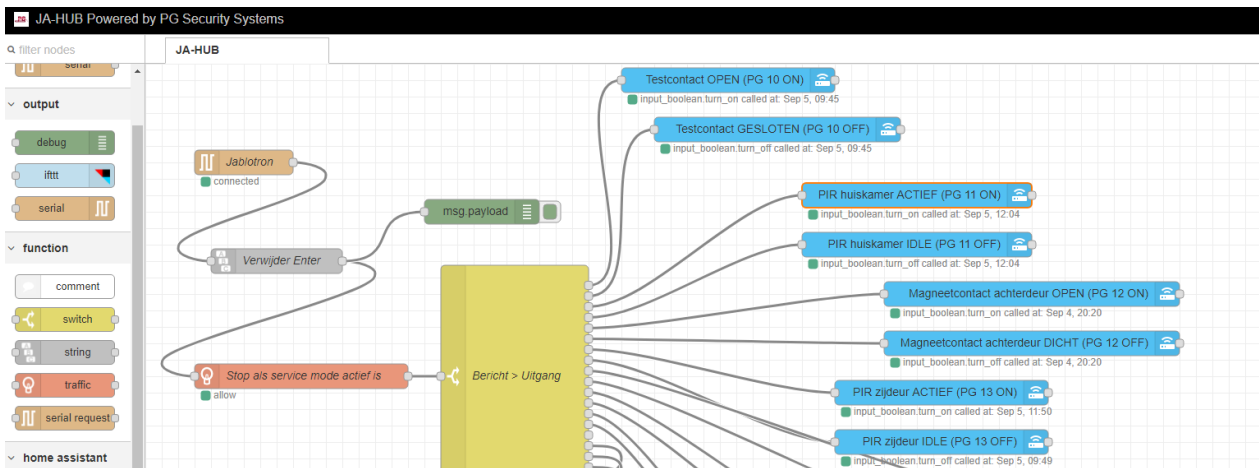 JA-HUB Powered by PG Security Systems
filter nodes
JA-HUB
serial
output
debug
ifttt
serial
function
comment
switch
string
traffic
serial request
home assistant
Jablotron
connected
Verwijder Enter
msg.payload
Stop als service mode actief is
allow
Bericht > Uitgang
Testcontact OPEN (PG 10 ON)
input_boolean.turn_on called at: Sep 5, 09:45
Testcontact GESLOTEN (PG 10 OFF)
input_boolean.turn_off called at: Sep 5, 09:45
PIR huiskamer ACTIEF (PG 11 ON)
input_boolean.turn_on called at: Sep 5, 12:04
PIR huiskamer IDLE (PG 11 OFF)
input_boolean.turn_off called at: Sep 5, 12:04
Magneetcontact achterdeur OPEN (PG 12 ON)
input_boolean.turn_on called at: Sep 4, 20:20
Magneetcontact achterdeur DICHT (PG 12 OFF)
input_boolean.turn_off called at: Sep 4, 20:20
PIR zijdeur ACTIEF (PG 13 ON)
input_boolean.turn_on called at: Sep 5, 11:50
PIR zijdeur IDLE (PG 13 OFF)
input_boolean.turn_off called at: Sep 5, 09:49